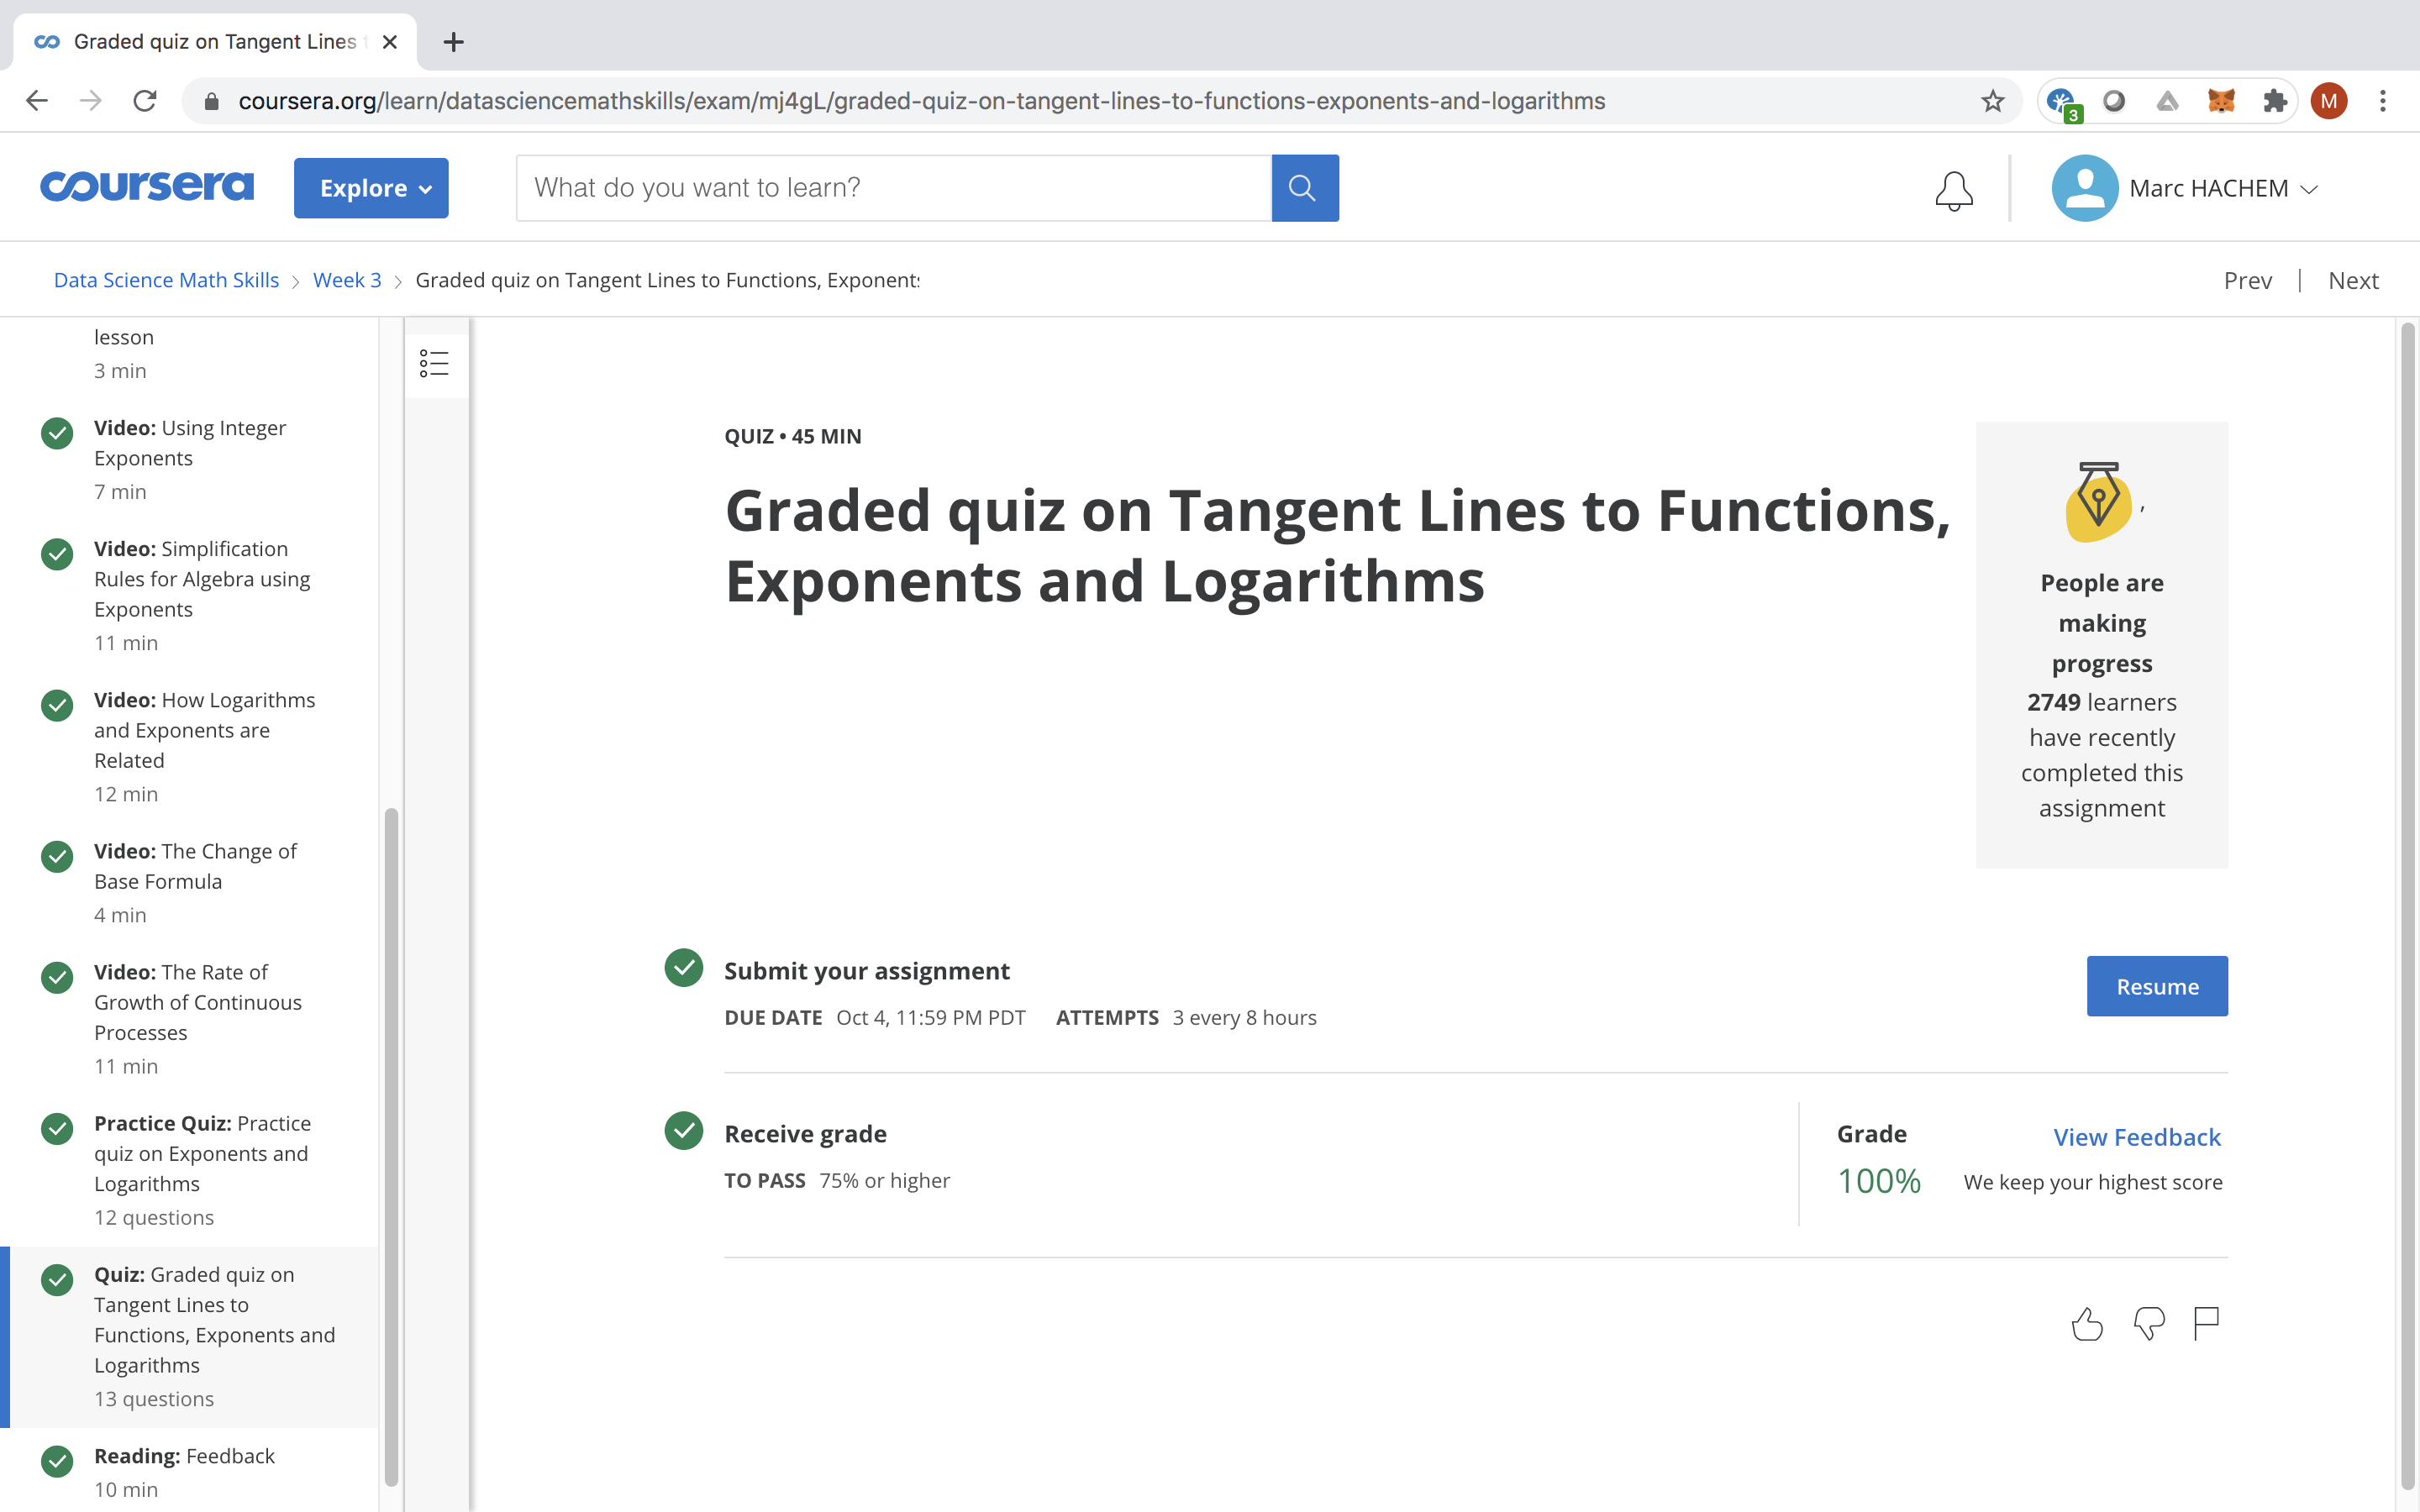 Graded quiz on Tangent Lines
coursera.org/learn/datasciencemathskills/exam/mj4gL/graded-quiz-on-tangent-lines-to-functions-exponents-and-logarithms
3
M
coursera
Explore
What do you want to learn?
Marc HACHEM
Data Science Math Skills
Week 3
Graded quiz on Tangent Lines to Functions, Exponents
Prev | Next
lesson
3 min
Video: Using Integer
Exponents
7 min
Video: Simplification
Rules for Algebra using
Exponents
11 min
Video: How Logarithms
and Exponents are
Related
12 min
Video: The Change of
Base Formula
4 min
Video: The Rate of
Growth of Continuous
Processes
11 min
Practice Quiz: Practice
quiz on Exponents and
Logarithms
12 questions
Quiz: Graded quiz on
Tangent Lines to
Functions, Exponents and
Logarithms
13 questions
Reading: Feedback
10 min
QUIZ • 45 MIN
Graded quiz on Tangent Lines to Functions,
Exponents and Logarithms
,
People are
making
progress
2749 learners
have recently
completed this
assignment
Submit your assignment
DUE DATE Oct 4, 11:59 PM PDT ATTEMPTS 3 every 8 hours
Resume
Receive grade
TO PASS 75% or higher
Grade
100%
View Feedback
We keep your highest score